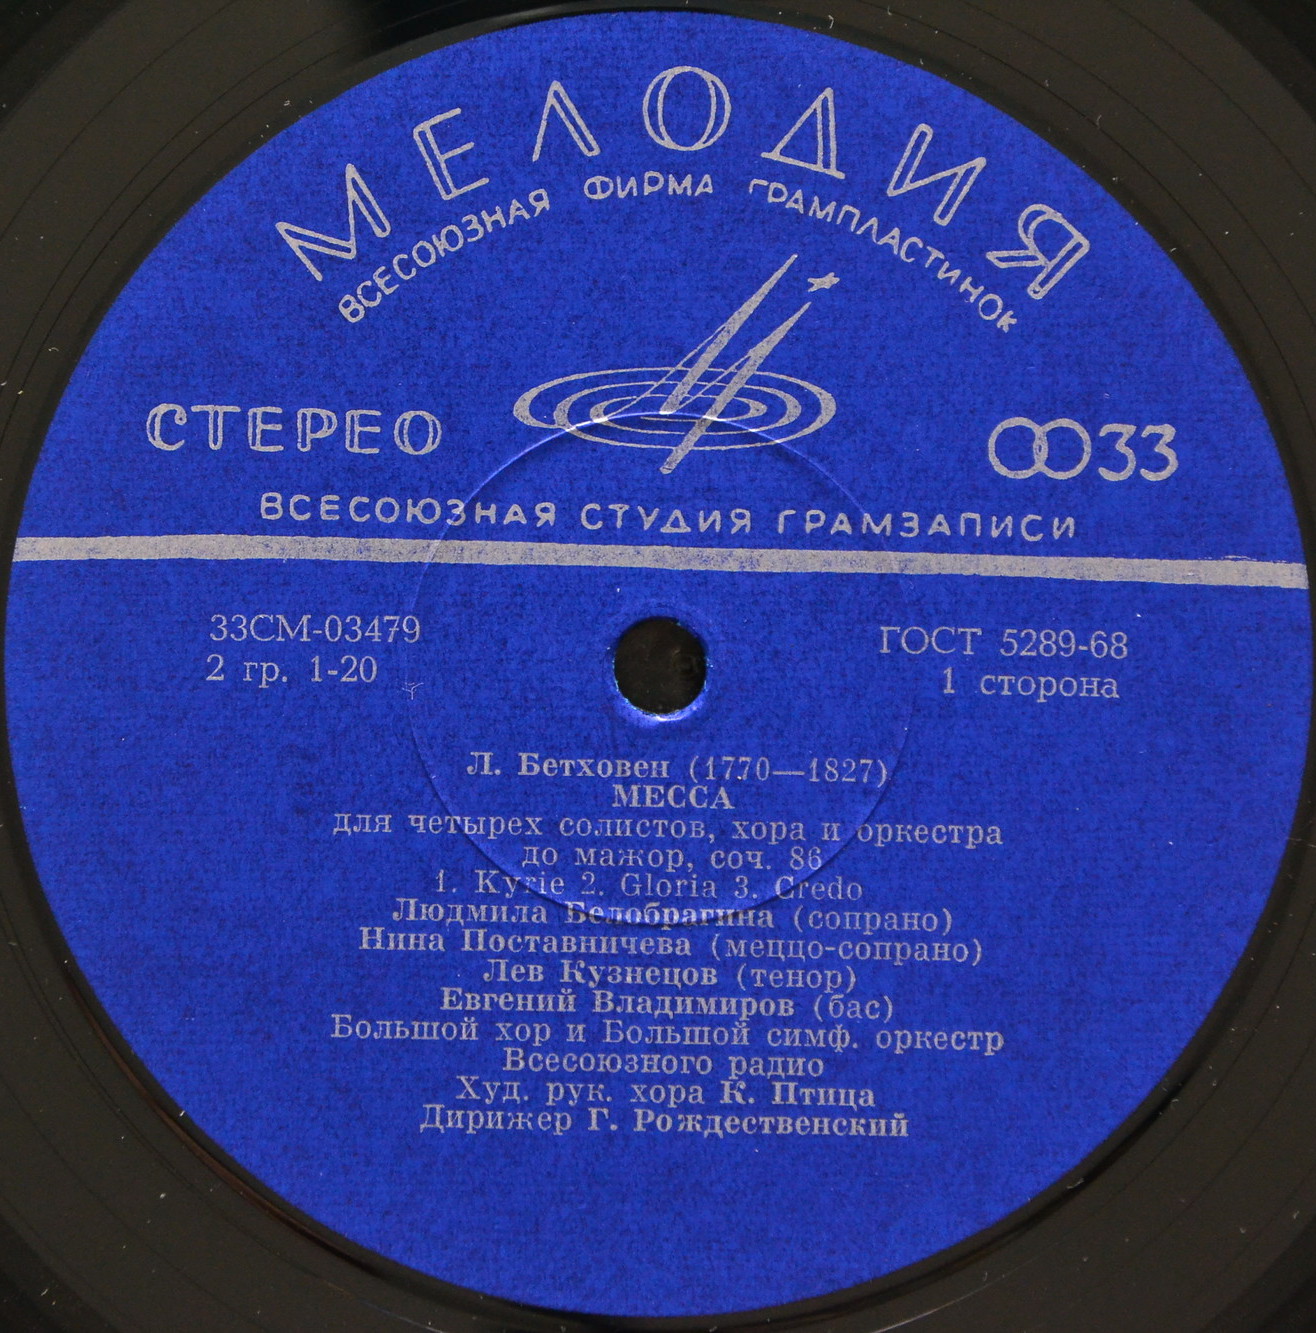 МЕЛОДИЯ
ВСЕСОЮЗНАЯ ФИРМА ГРАМПЛАСТИНОК
СТЕРЕО
33
ВСЕСОЮЗНАЯ СТУДИЯ ГРАМЗАПИСИ
33СМ-03479
ГОСТ 5289-68
2 гр. 1-20
1 сторона
Л. Бетховен (1770—1827)
МЕССА
для четырех солистов, хора и оркестра
до мажор, соч. 86
1. Kyrie 2. Gloria 3. Credo
Людмила Белобрагина (сопрано)
Нина Поставничева (меццо-сопрано)
Лев Кузнецов (тенор)
Евгений Владимиров (бас)
Большой хор и Большой симф. оркестр
Всесоюзного радио
Худ. рук. хора К. Птица
Дирижер Г. Рождественский